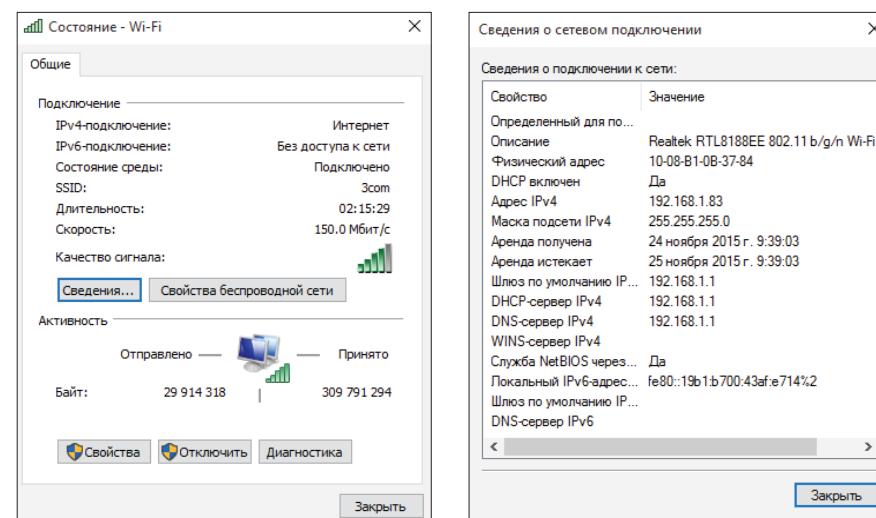 Состояние - Wi-Fi
Общие
Подключение
IPv4-подключение: Интернет
IPv6-подключение: Без доступа к сети
Состояние среды: Подключено
SSID: 3com
Длительность: 02:15:29
Скорость: 150.0 Мбит/с
Качество сигнала:
Сведения... Свойства беспроводной сети
Активность
Отправлено — — Принято
Байт: 29 914 318 | 309 791 294
Свойства Отключить Диагностика
Закрыть
Сведения о сетевом подключении
Сведения о подключении к сети:
Свойство Значение
Определенный для по...
Описание Realtek RTL8188EE 802.11 b/g/n Wi-Fi
Физический адрес 10-08-B1-0B-37-84
DHCP включен Да
Адрес IPv4 192.168.1.83
Маска подсети IPv4 255.255.255.0
Аренда получена 24 ноября 2015 г. 9:39:03
Аренда истекает 25 ноября 2015 г. 9:39:03
Шлюз по умолчанию IP... 192.168.1.1
DHCP-сервер IPv4 192.168.1.1
DNS-сервер IPv4 192.168.1.1
WINS-сервер IPv4
Служба NetBIOS через... Да
Локальный IPv6-адрес... fe80::19b1:b700:43af:e714%2
Шлюз по умолчанию IP...
DNS-сервер IPv6
Закрыть